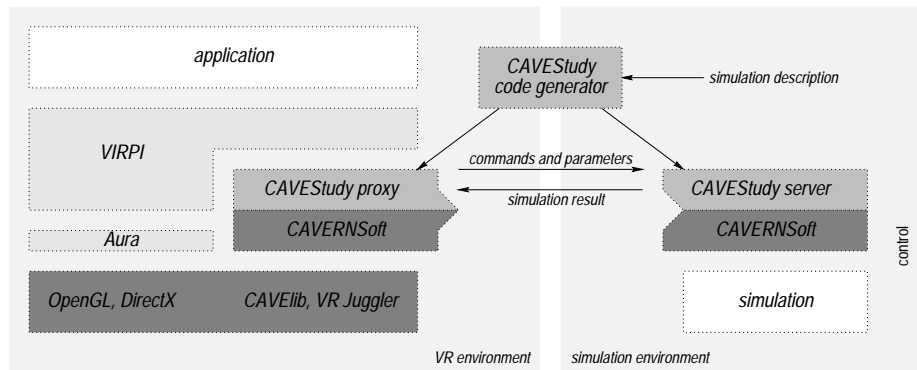 application
CAVEStudy
code generator
simulation description
VIRPI
commands and parameters
CAVEStudy proxy
CAVEStudy server
simulation result
CAVERNSoft
CAVERNSoft
Aura
control
OpenGL, DirectX
CAVElib, VR Juggler
simulation
VR environment
simulation environment